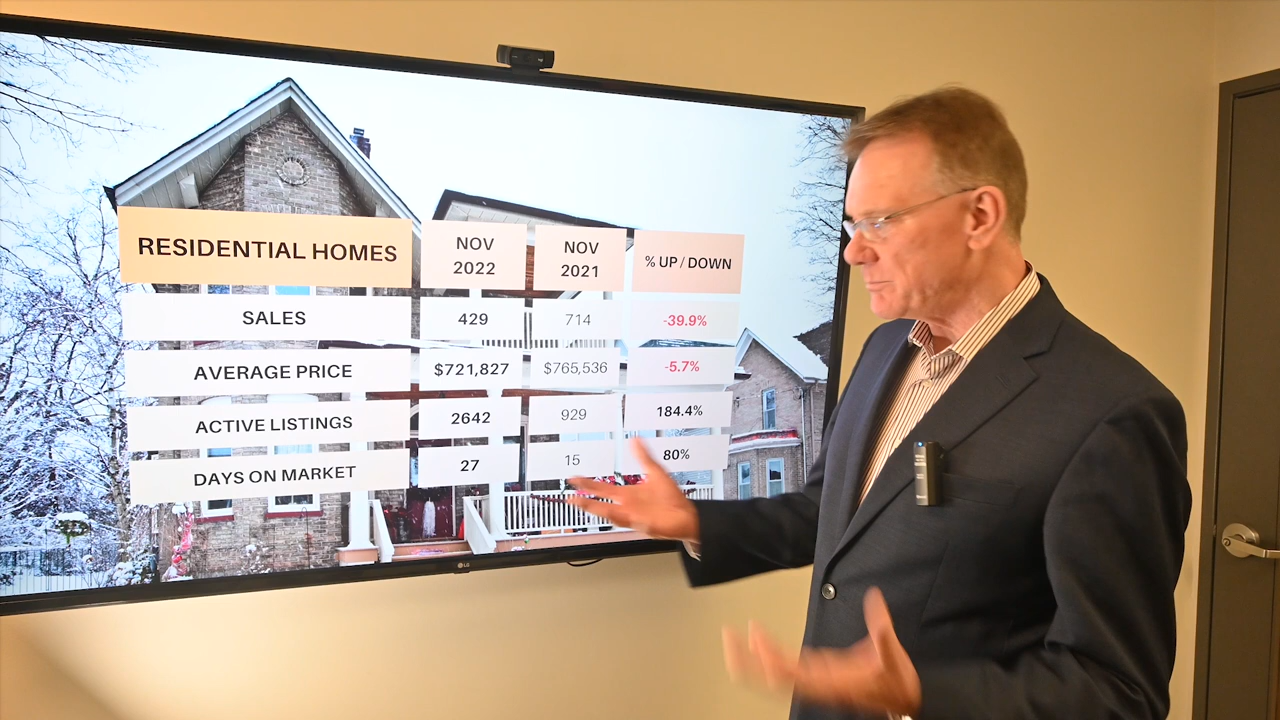 RESIDENTIAL HOMES
NOV
2022
NOV
2021
% UP / DOWN
SALES
429
714
-39.9%
AVERAGE PRICE
$721,827
$765,536
-5.7%
ACTIVE LISTINGS
2642
929
184.4%
DAYS ON MARKET
27
15
80%
LG